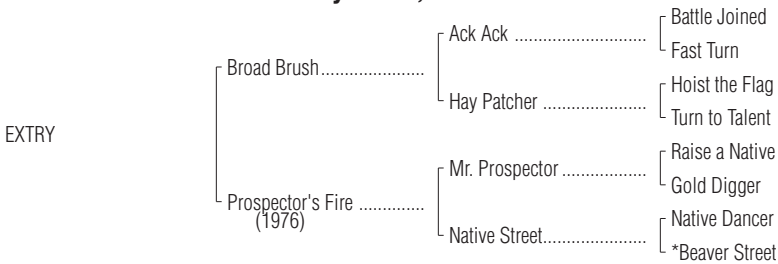 Battle Joined
Ack Ack ..........................
Fast Turn
Broad Brush......................
Hoist the Flag
Hay Patcher ......................
Turn to Talent
EXTRY
Raise a Native
Mr. Prospector ..................
Gold Digger
Prospector's Fire ..............
(1976)
Native Dancer
Native Street......................
*Beaver Street